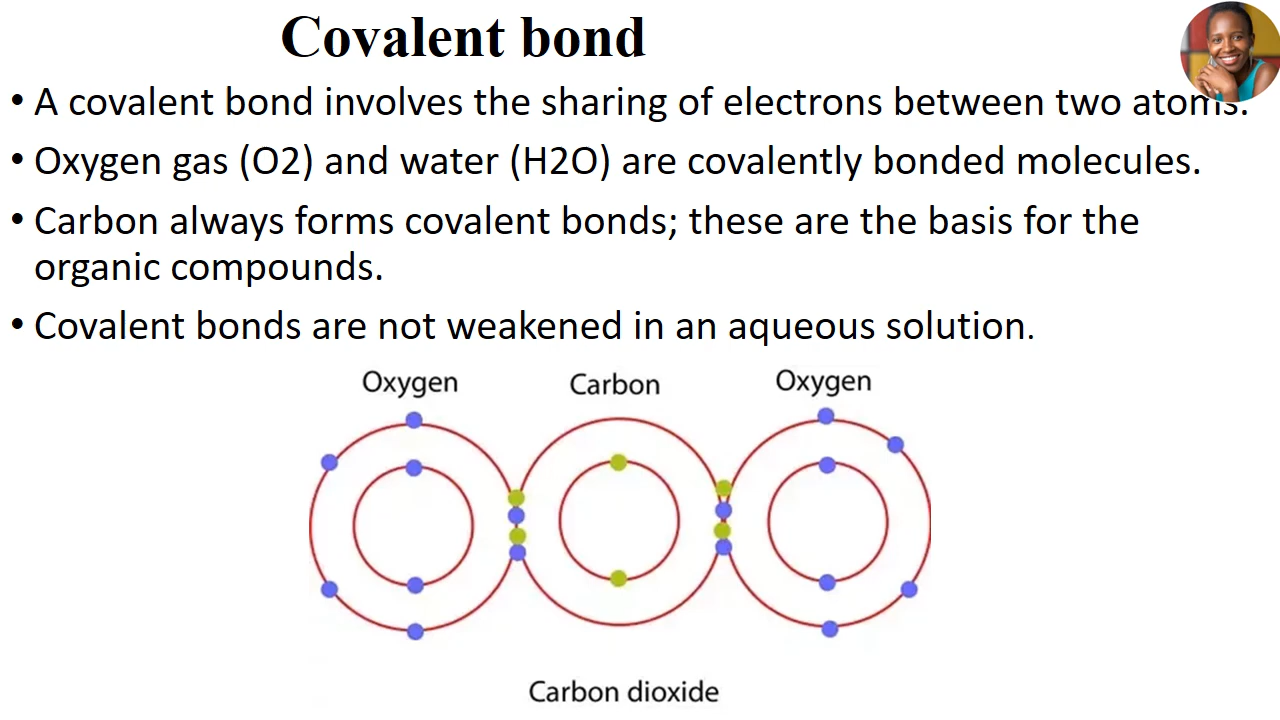 Covalent bond
• A covalent bond involves the sharing of electrons between two atoms.
• Oxygen gas (O2) and water (H2O) are covalently bonded molecules.
• Carbon always forms covalent bonds; these are the basis for the
organic compounds.
• Covalent bonds are not weakened in an aqueous solution.
Oxygen
Carbon
Oxygen
Carbon dioxide